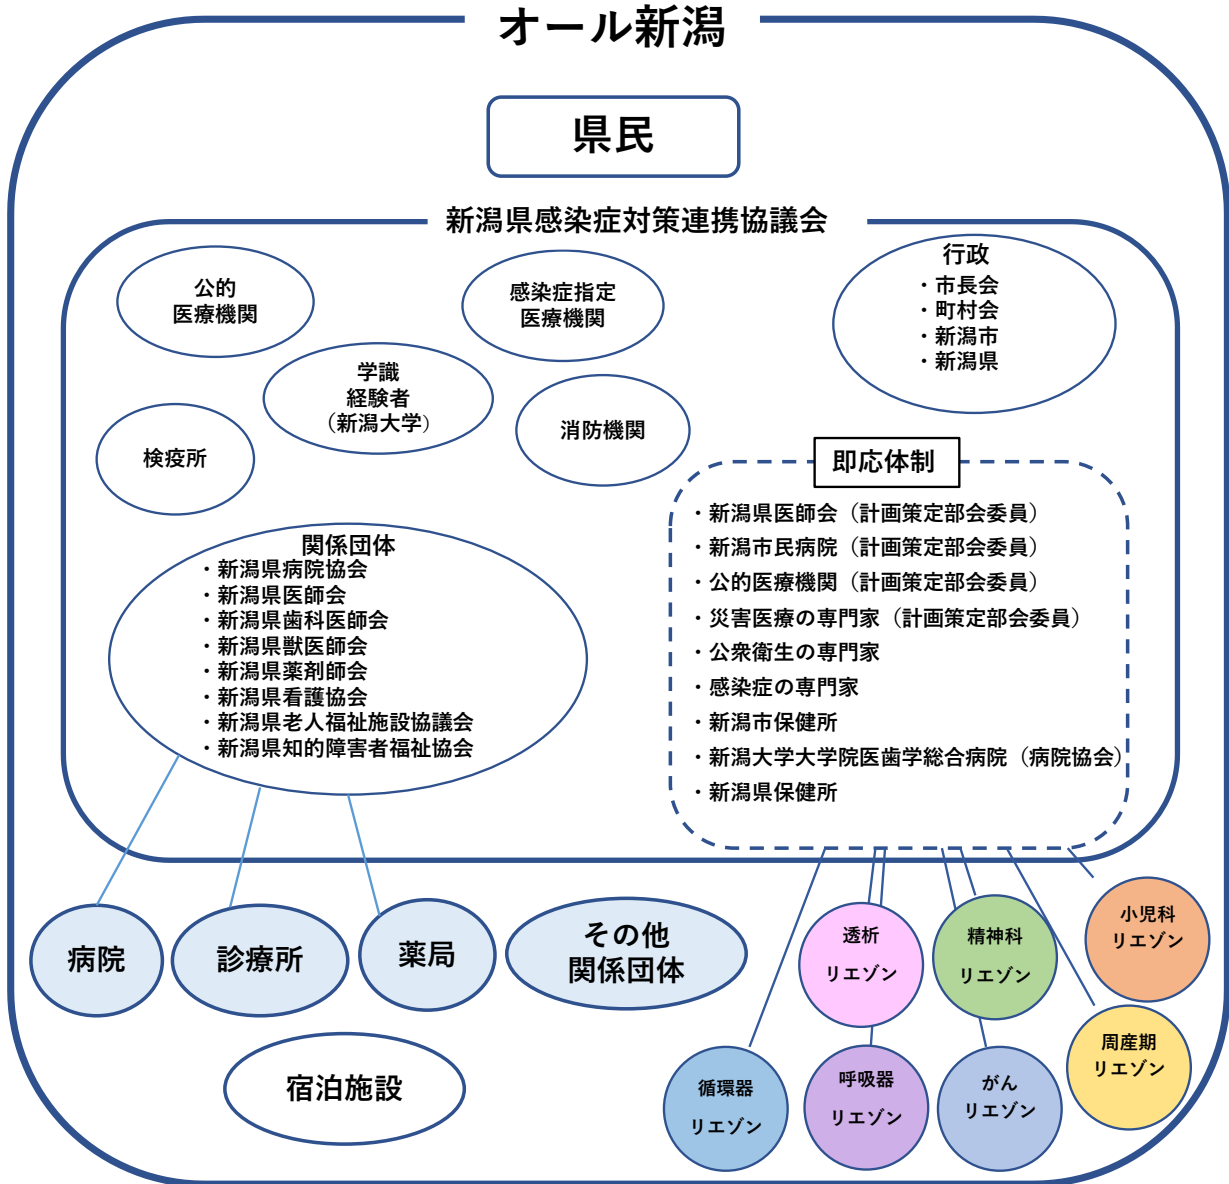 オール新潟
県民
新潟県感染症対策連携協議会
公的
医療機関
感染症指定
医療機関
行政
・市長会
・町村会
・新潟市
・新潟県
学識
経験者
（新潟大学）
消防機関
検疫所
即応体制
・新潟県医師会（計画策定部会委員）
・新潟市民病院（計画策定部会委員）
・公的医療機関（計画策定部会委員）
・災害医療の専門家（計画策定部会委員）
・公衆衛生の専門家
・感染症の専門家
・新潟市保健所
・新潟大学大学院医歯学総合病院（病院協会）
・新潟県保健所
関係団体
・新潟県病院協会
・新潟県医師会
・新潟県歯科医師会
・新潟県獣医師会
・新潟県薬剤師会
・新潟県看護協会
・新潟県老人福祉施設協議会
・新潟県知的障害者福祉協会
病院
診療所
薬局
その他
関係団体
宿泊施設
透析
リエゾン
精神科
リエゾン
小児科
リエゾン
循環器
リエゾン
呼吸器
リエゾン
がん
リエゾン
周産期
リエゾン